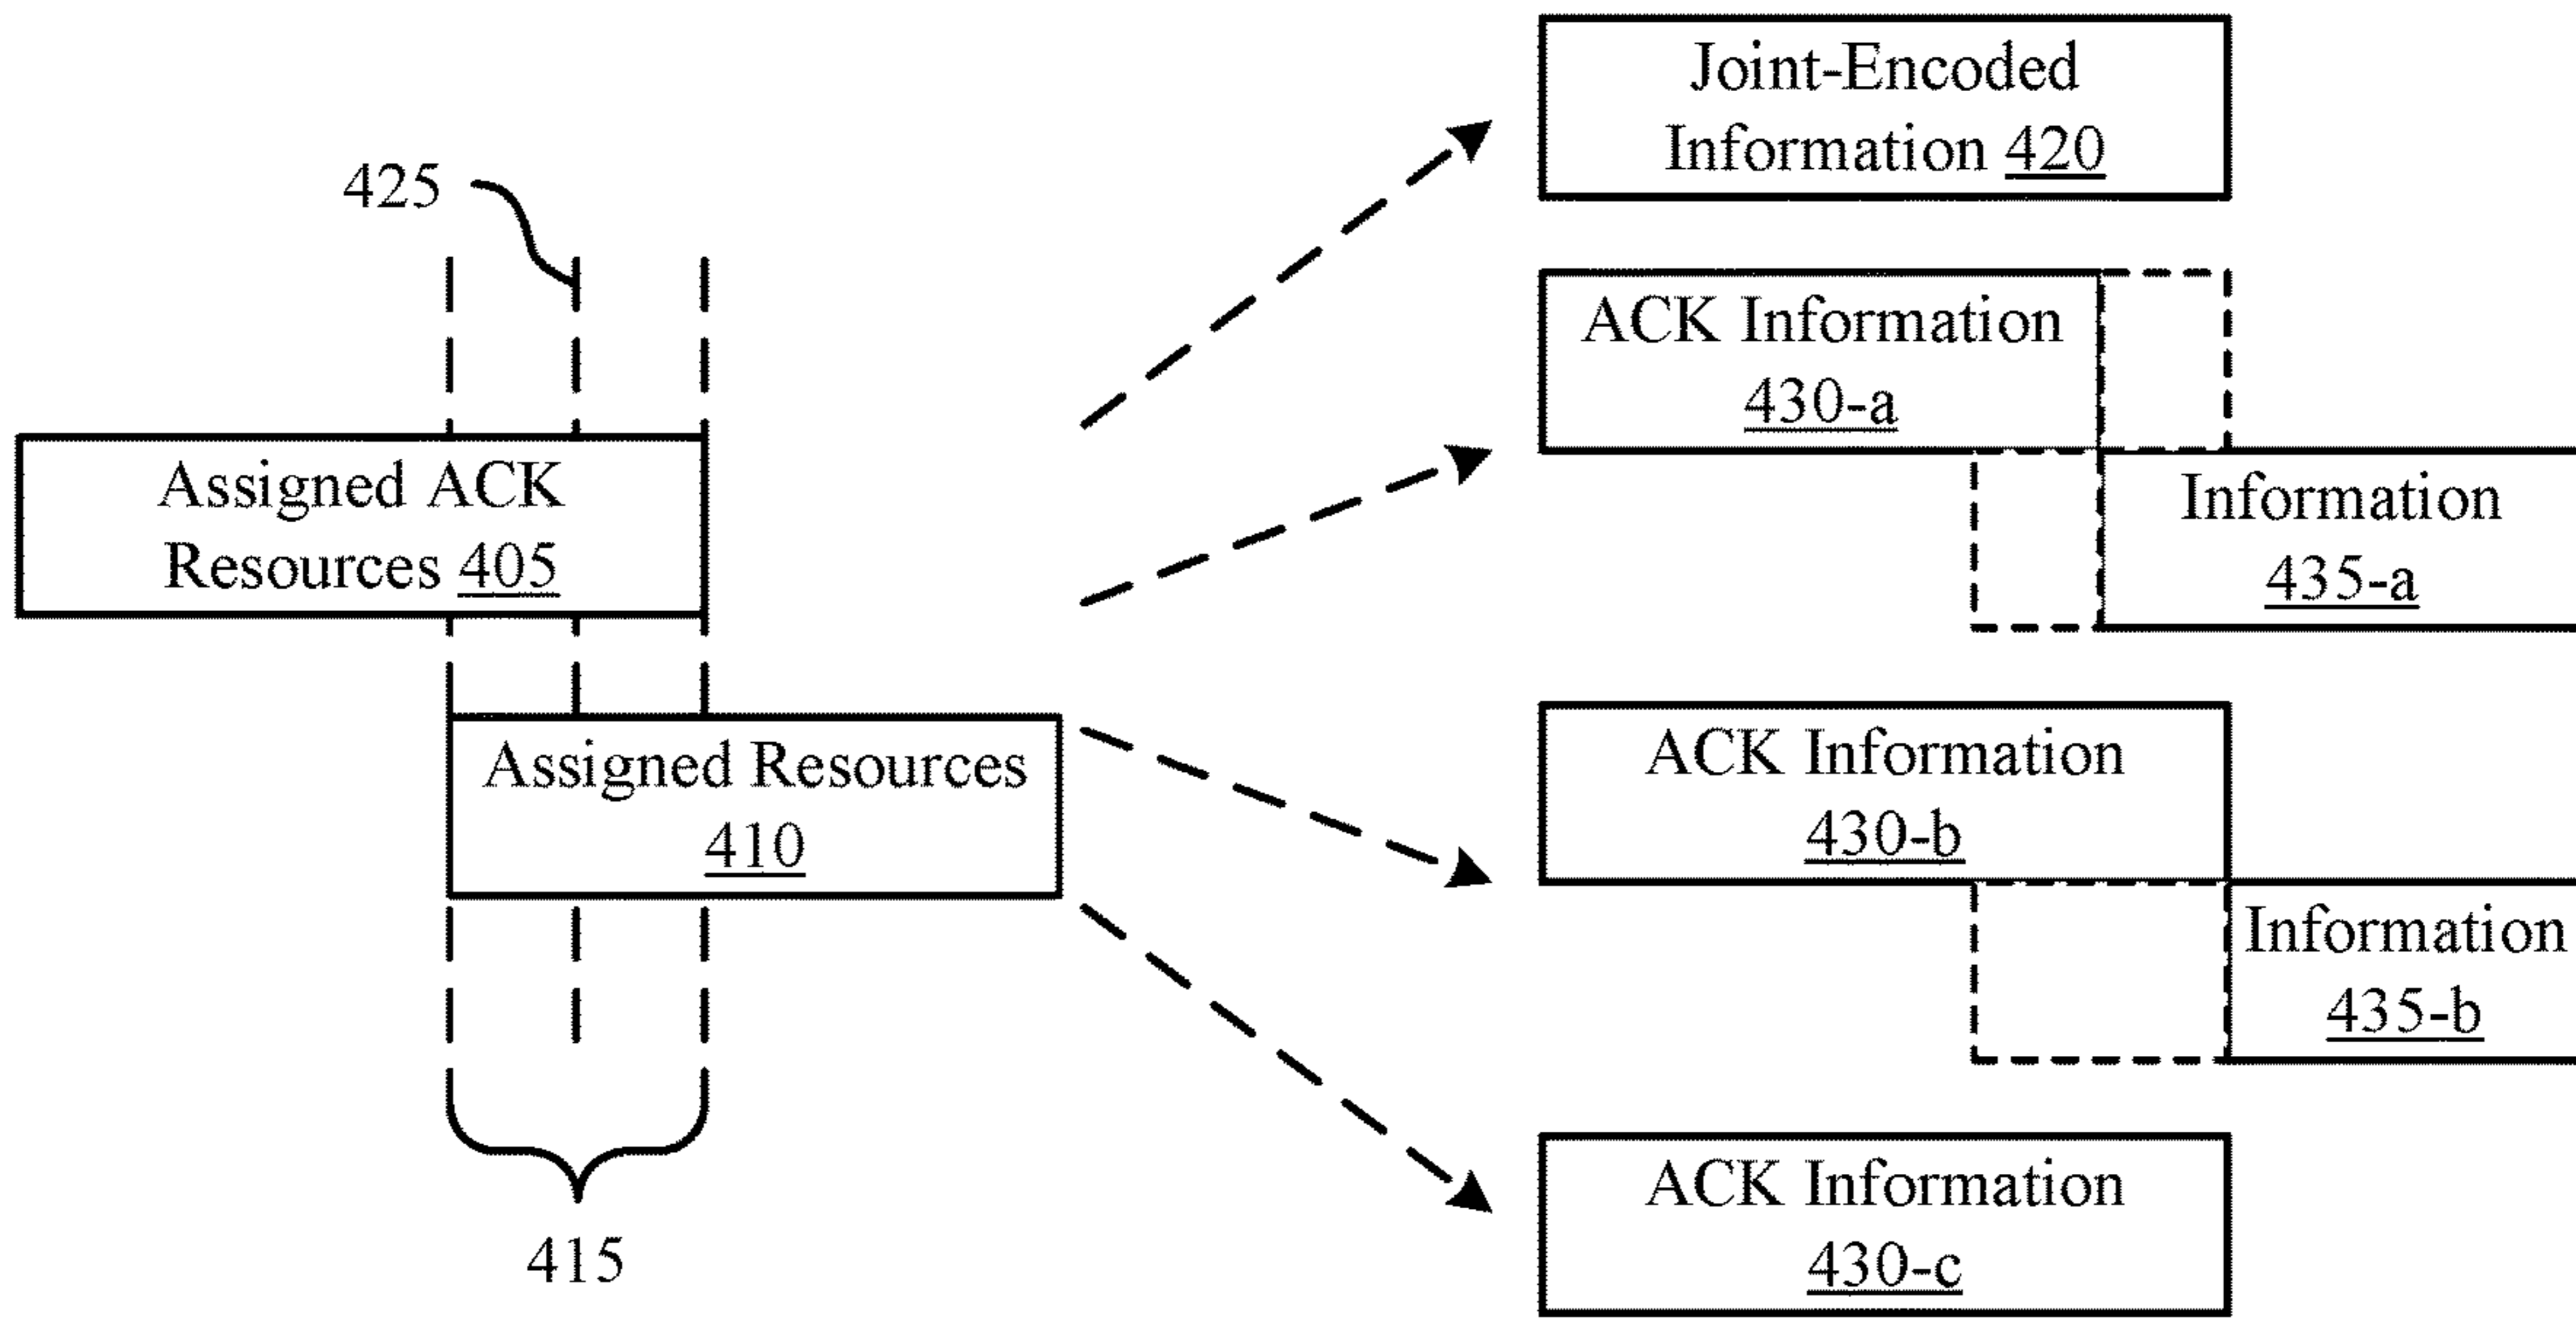 Joint-Encoded
Information 420
425
ACK Information
430-a
Assigned ACK
Resources 405
Information
435-a
Assigned Resources
410
ACK Information
430-b
Information
435-b
ACK Information
430-c
415